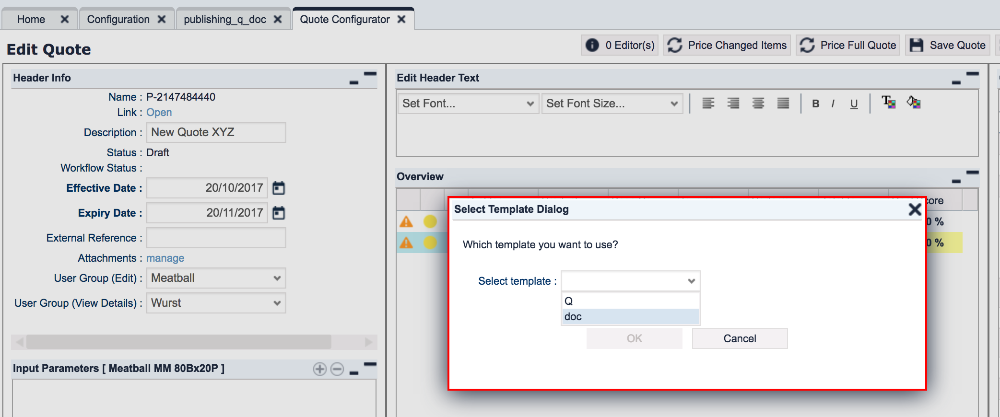 Home Configuration publishing_q_doc Quote Configurator
Edit Quote
0 Editor(s) Price Changed Items Price Full Quote Save Quote
Header Info
Name : P-2147484440
Link : Open
Description : New Quote XYZ
Status : Draft
Workflow Status :
Effective Date : 20/10/2017
Expiry Date : 20/11/2017
External Reference :
Attachments : manage
User Group (Edit) : Meatball
User Group (View Details) : Wurst
Input Parameters [ Meatball MM 80Bx20P ]
Edit Header Text
Set Font... Set Font Size... B I U
Overview
Select Template Dialog
Which template you want to use?
Select template :
Q
doc
OK Cancel